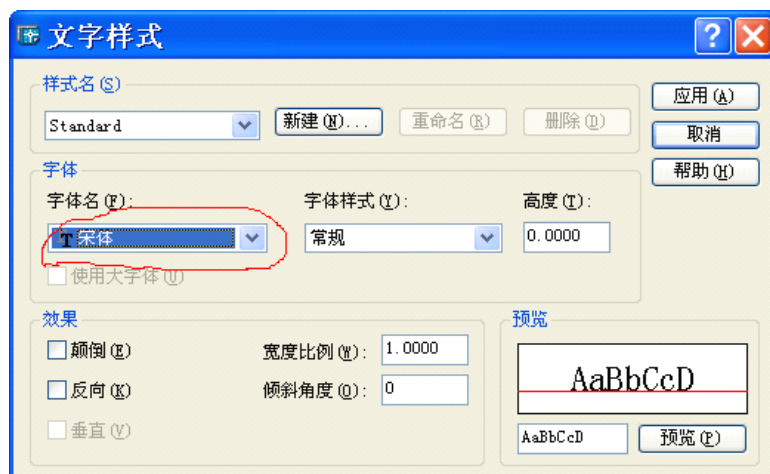 文字样式
样式名(S)
Standard
新建(N)...
重命名(R)
删除(D)
应用(A)
取消
帮助(H)
字体
字体名(F):
字体样式(Y):
高度(T):
宋体
常规
0.0000
使用大字体(U)
效果
颠倒(E)
宽度比例(W):
1.0000
反向(K)
倾斜角度(O):
0
垂直(V)
预览
AaBbCcD
AaBbCcD
预览(P)